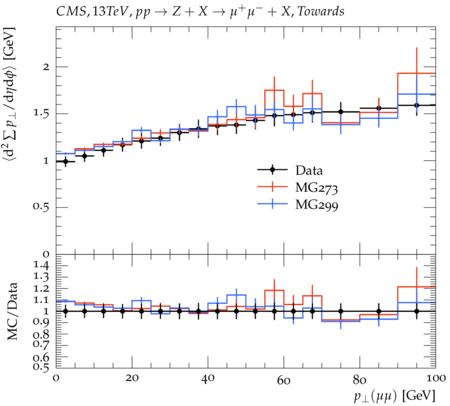 CMS, 13TeV, pp → Z + X → μ⁺μ⁻ + X, Towards
⟨d² ∑ p⊥/dηdϕ⟩ [GeV]
2
1.5
1
0.5
0
Data
MG273
MG299
MC/Data
1.4
1.3
1.2
1.1
1
0.9
0.8
0.7
0.6
0.5
0 20 40 60 80 100
p⊥(μμ) [GeV]